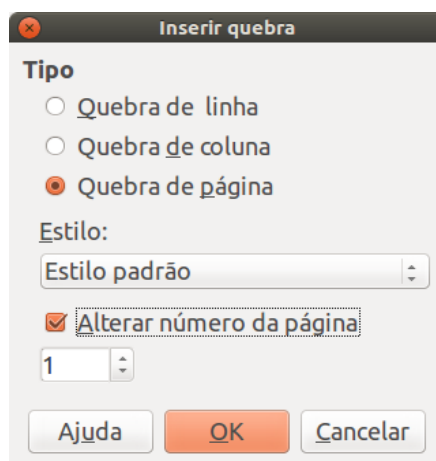 Inserir quebra
Tipo
Quebra de linha
Quebra de coluna
Quebra de página
Estilo:
Estilo padrão
Alterar número da página
1
Ajuda OK Cancelar